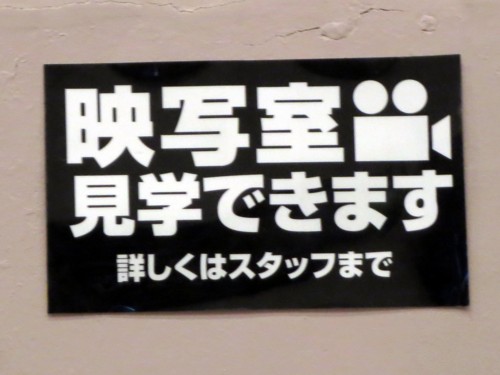 映写室
見学できます
詳しくはスタッフまで